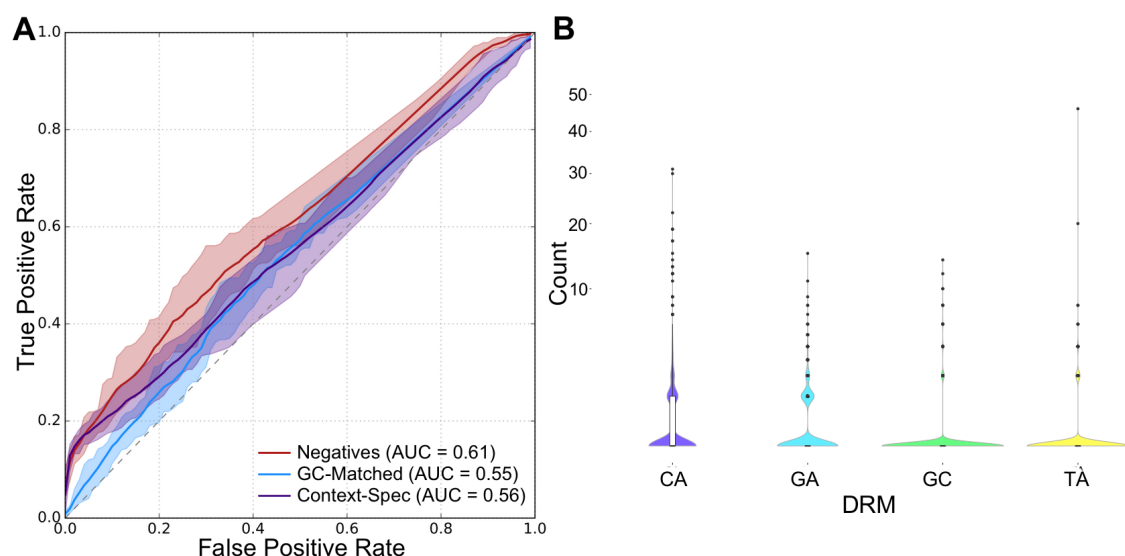 A
1.0
0.8
0.6
0.4
0.2
0.0
0.0 0.2 0.4 0.6 0.8 1.0
True Positive Rate
False Positive Rate
Negatives (AUC = 0.61)
GC-Matched (AUC = 0.55)
Context-Spec (AUC = 0.56)
B
50
40
30
20
10
Count
CA GA GC TA
DRM